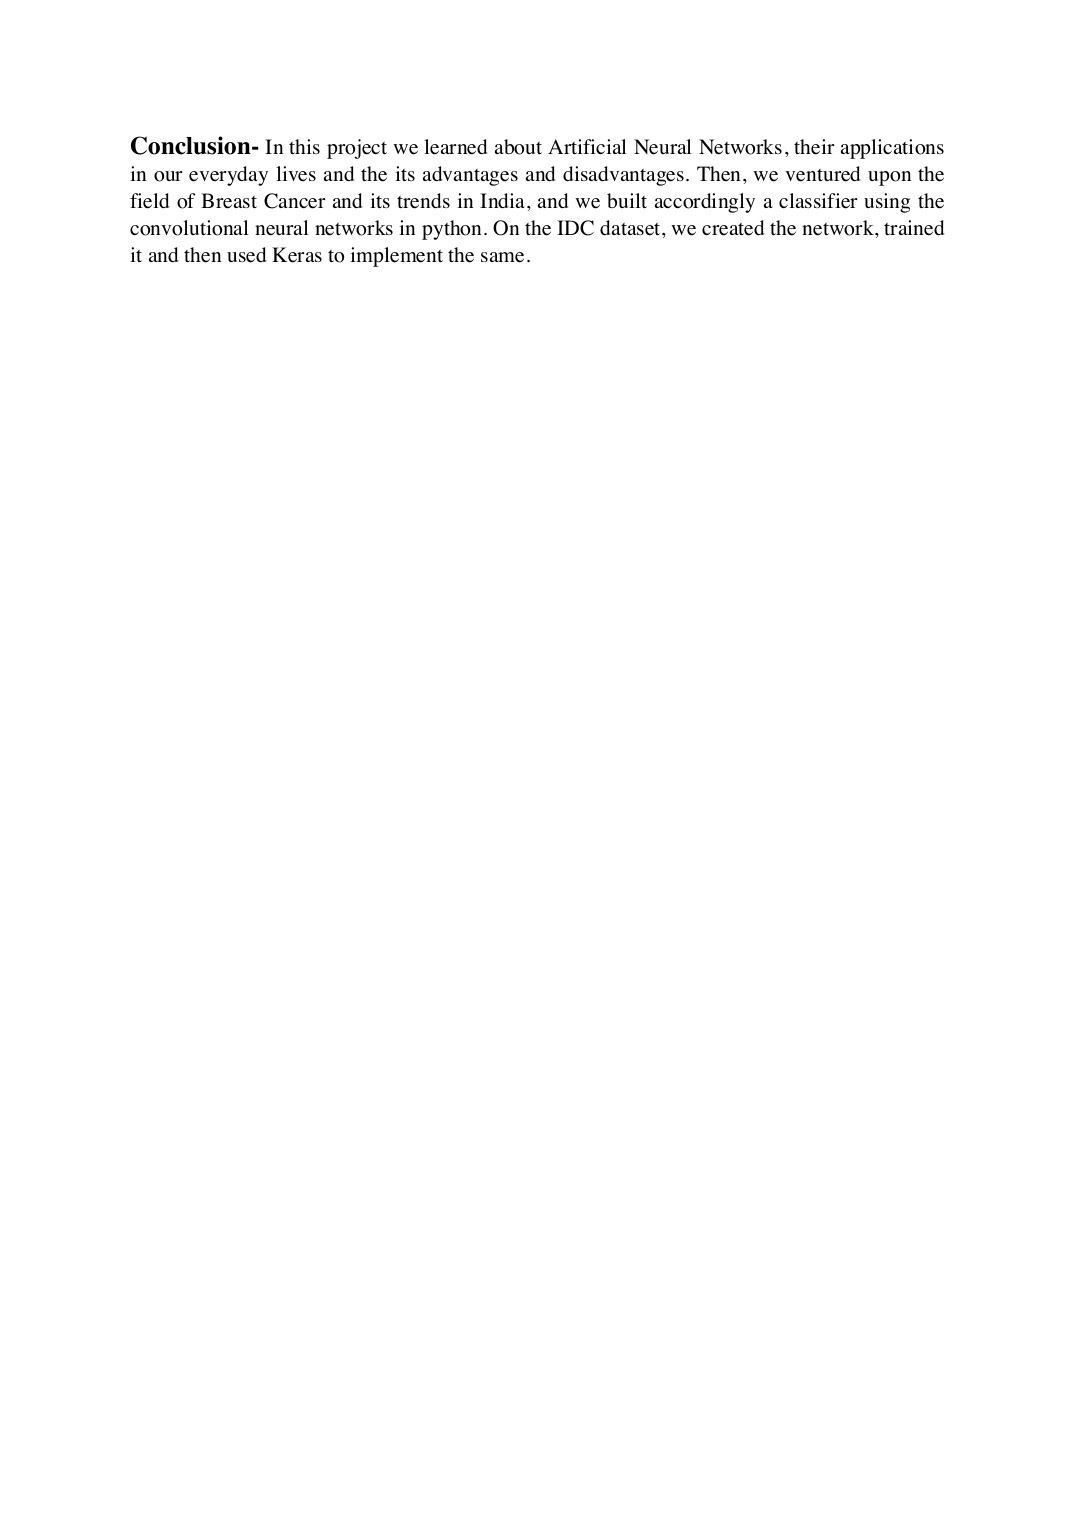 Conclusion- In this project we learned about Artificial Neural Networks, their applications
in our everyday lives and the its advantages and disadvantages. Then, we ventured upon the
field of Breast Cancer and its trends in India, and we built accordingly a classifier using the
convolutional neural networks in python. On the IDC dataset, we created the network, trained
it and then used Keras to implement the same.